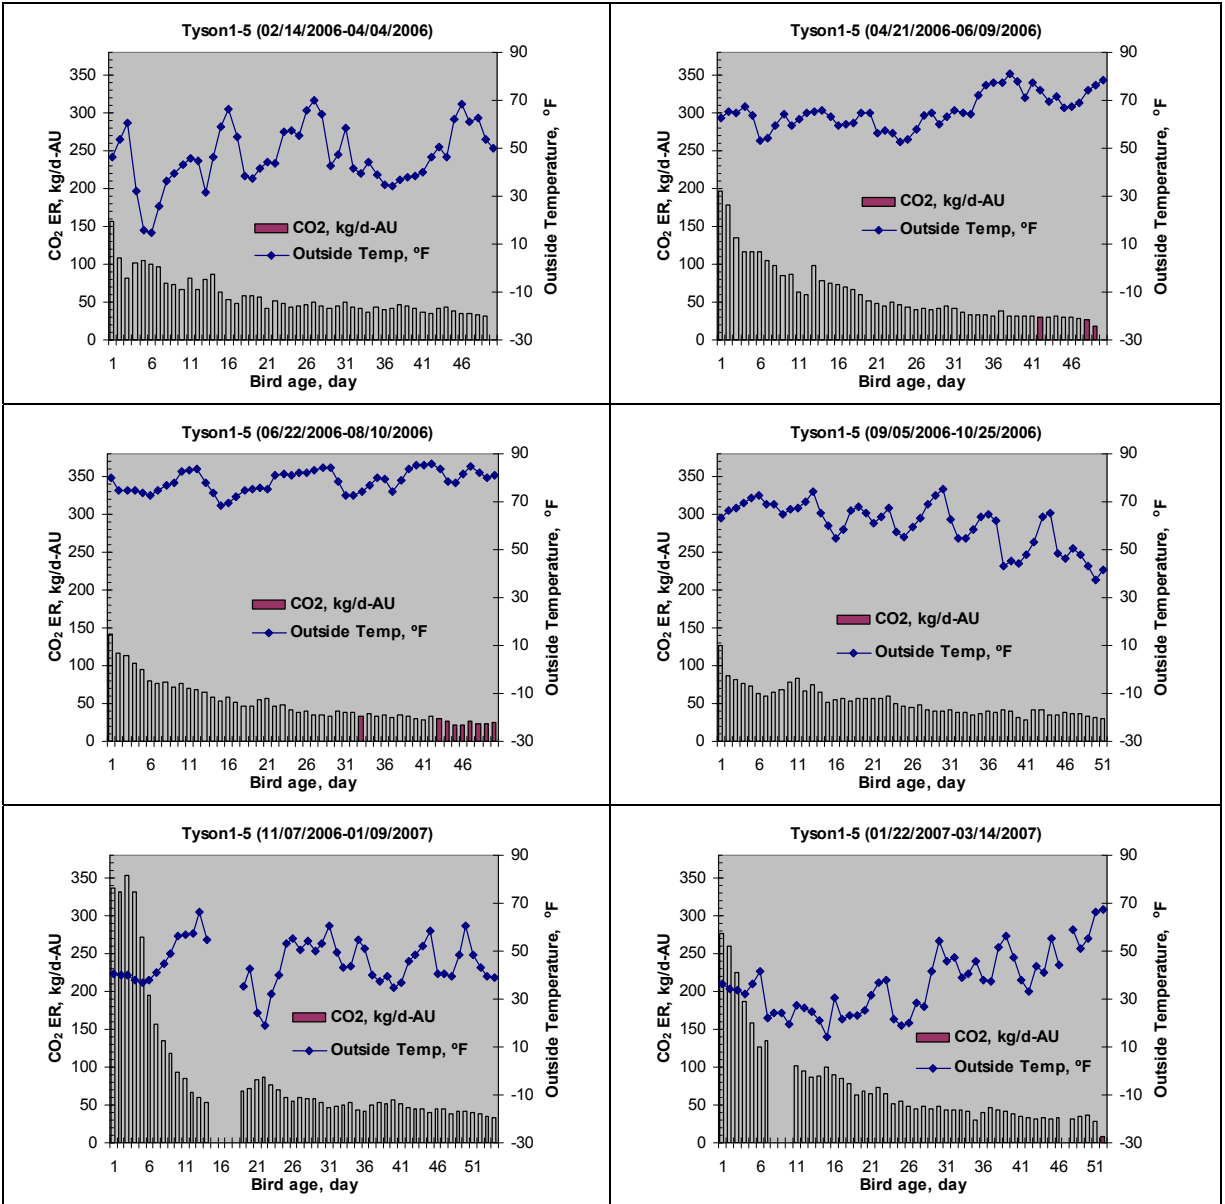 Tyson1-5 (02/14/2006-04/04/2006)
CO₂ ER, kg/d-AU
350
300
250
200
150
100
50
0
90
70
50
30
10
-10
-30
Outside Temperature, ºF
CO2, kg/d-AU
Outside Temp, ºF
1 6 11 16 21 26 31 36 41 46
Bird age, day
Tyson1-5 (04/21/2006-06/09/2006)
CO₂ ER, kg/d-AU
350
300
250
200
150
100
50
0
90
70
50
30
10
-10
-30
Outside Temperature, ºF
CO2, kg/d-AU
Outside Temp, ºF
1 6 11 16 21 26 31 36 41 46
Bird age, day
Tyson1-5 (06/22/2006-08/10/2006)
CO₂ ER, kg/d-AU
350
300
250
200
150
100
50
0
90
70
50
30
10
-10
-30
Outside Temperature, ºF
CO2, kg/d-AU
Outside Temp, ºF
1 6 11 16 21 26 31 36 41 46
Bird age, day
Tyson1-5 (09/05/2006-10/25/2006)
CO₂ ER, kg/d-AU
350
300
250
200
150
100
50
0
90
70
50
30
10
-10
-30
Outside Temperature, ºF
CO2, kg/d-AU
Outside Temp, ºF
1 6 11 16 21 26 31 36 41 46 51
Bird age, day
Tyson1-5 (11/07/2006-01/09/2007)
CO₂ ER, kg/d-AU
350
300
250
200
150
100
50
0
90
70
50
30
10
-10
-30
Outside Temperature, ºF
CO2, kg/d-AU
Outside Temp, ºF
1 6 11 16 21 26 31 36 41 46 51
Bird age, day
Tyson1-5 (01/22/2007-03/14/2007)
CO₂ ER, kg/d-AU
350
300
250
200
150
100
50
0
90
70
50
30
10
-10
-30
Outside Temperature, ºF
CO2, kg/d-AU
Outside Temp, ºF
1 6 11 16 21 26 31 36 41 46 51
Bird age, day